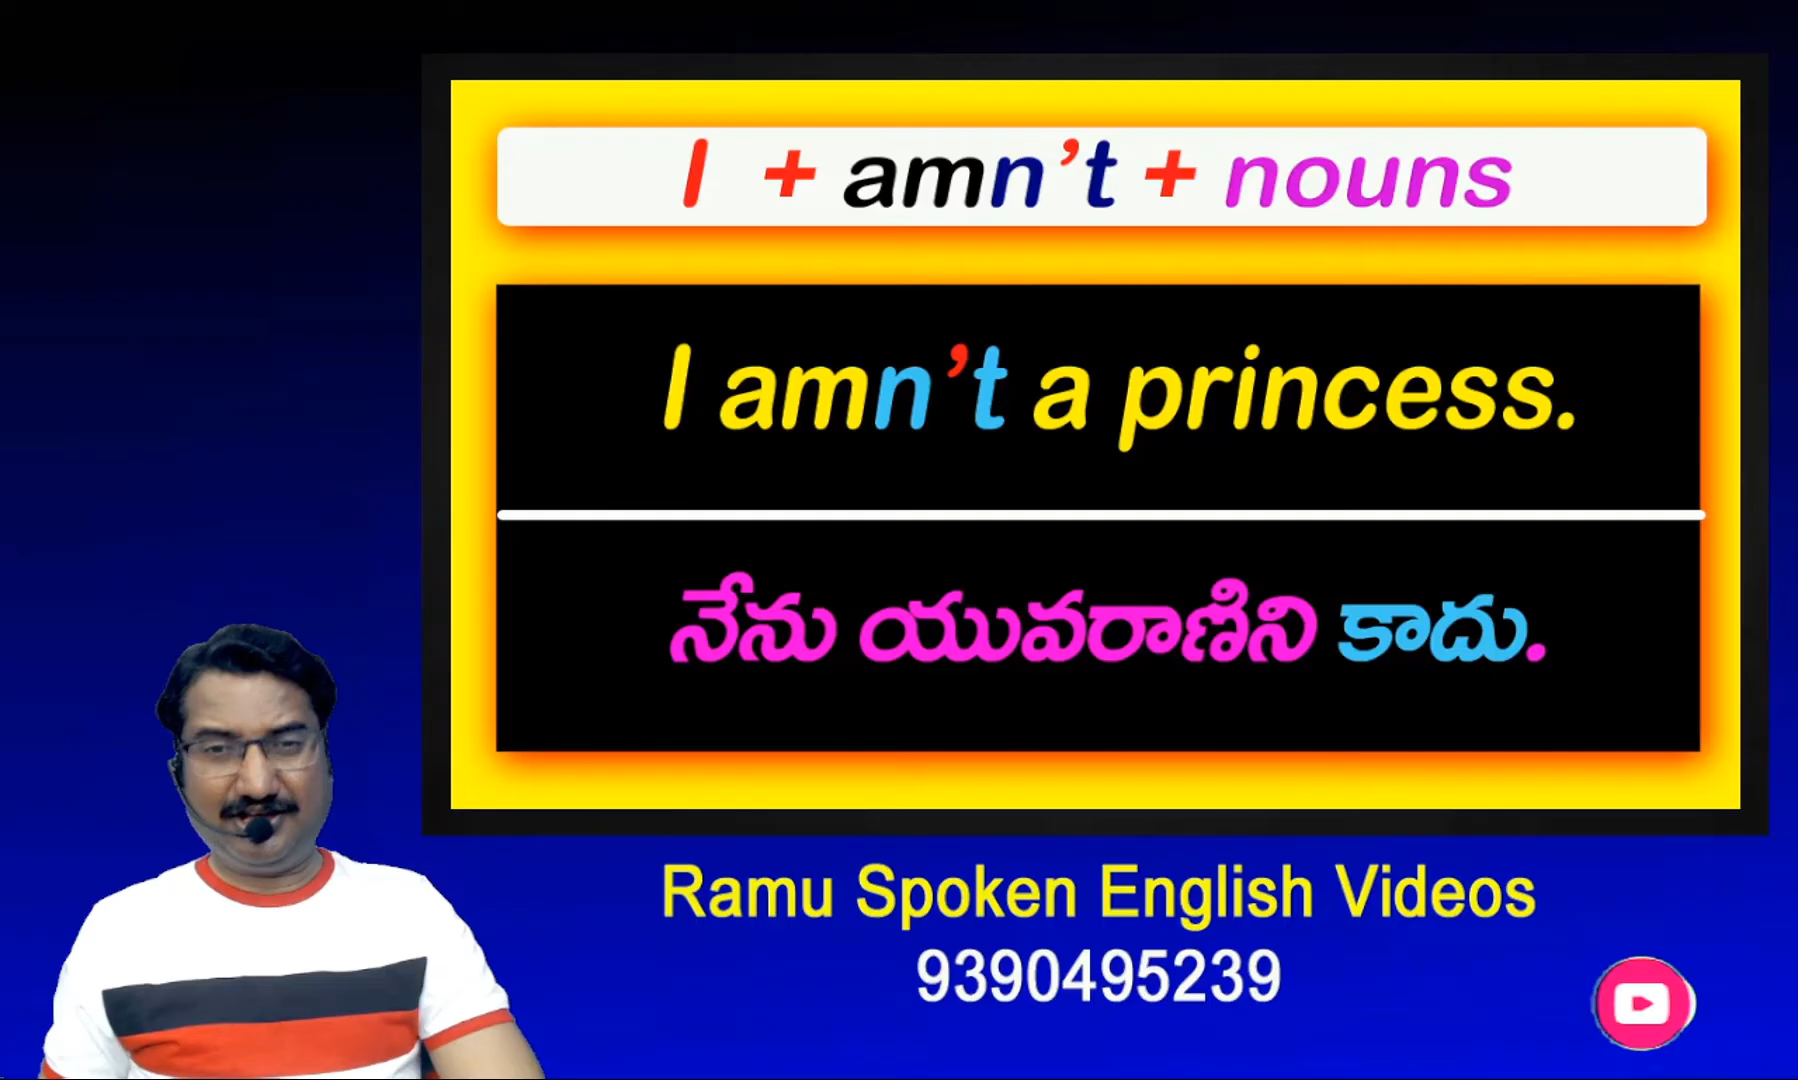 I + amn’t + nouns
I amn’t a princess.
నేను యువరాణిని కాదు.
Ramu Spoken English Videos
9390495239